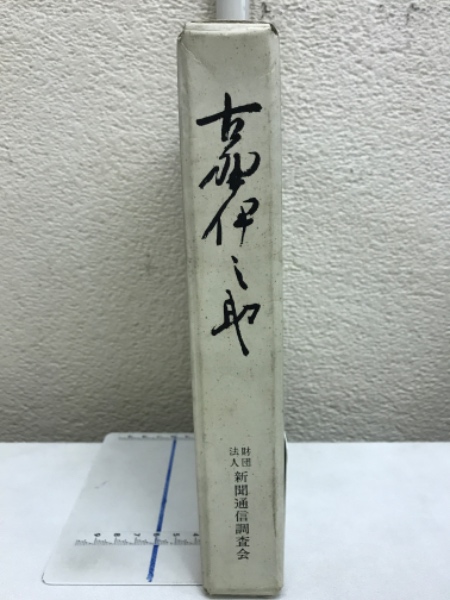 古野伊之助
財団
法人
新聞通信調査会